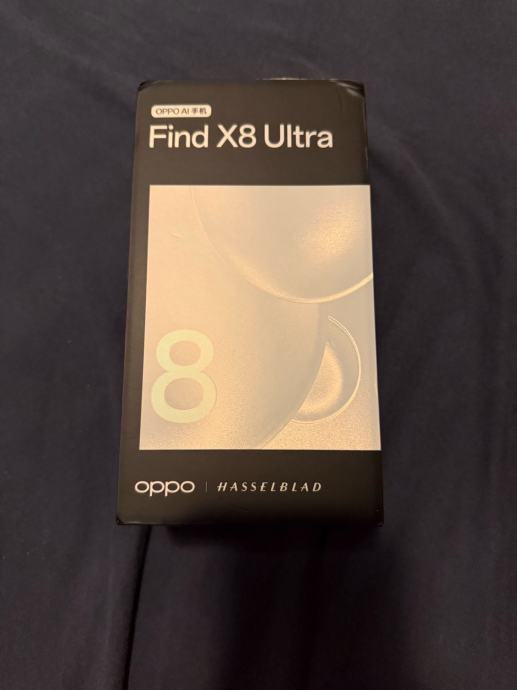 OPPO AI 手机
Find X8 Ultra
8
oppo | HASSELBLAD